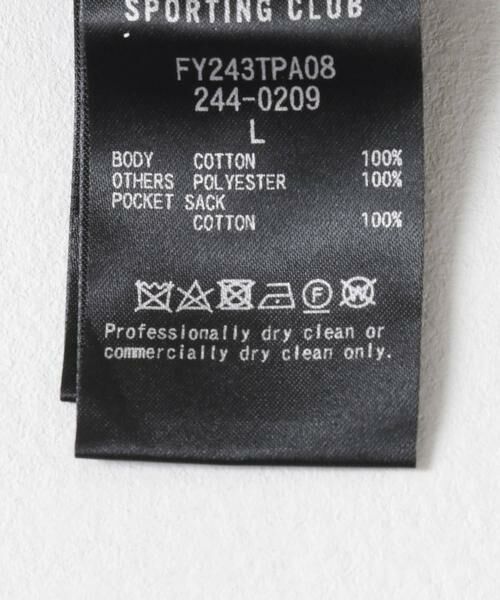 SPORTING CLUB
FY243TPA08
244-0209
L
BODY COTTON 100%
OTHERS POLYESTER 100%
POCKET SACK
COTTON 100%
F W
Professionally dry clean or
commercially dry clean only.